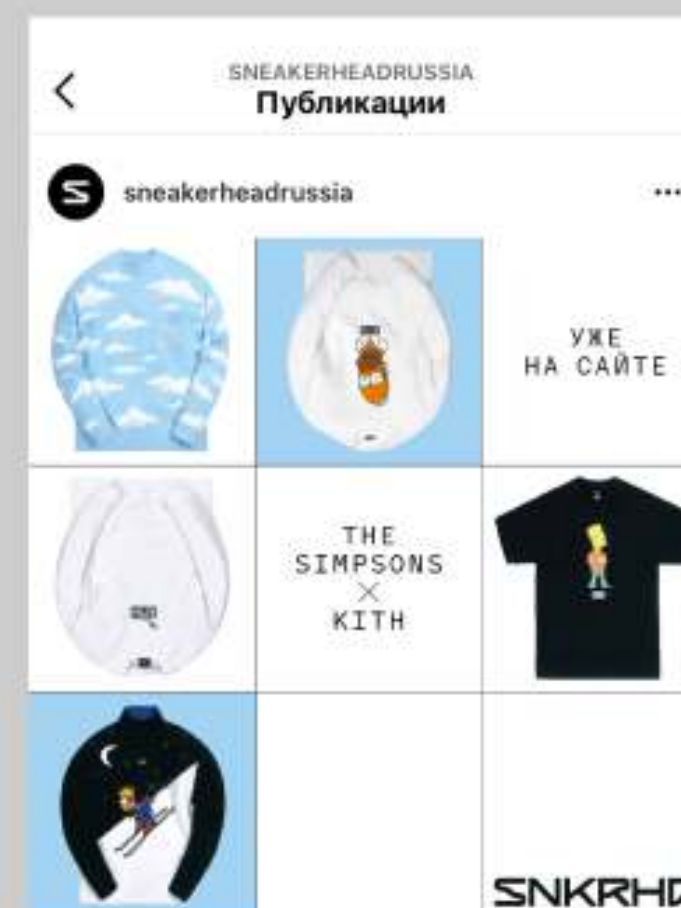 SNEAKERHEADRUSSIA
Публикации
sneakerheadrussia
УЖЕ
НА САЙТЕ
THE
SIMPSONS
×
KITH
SNKRHD